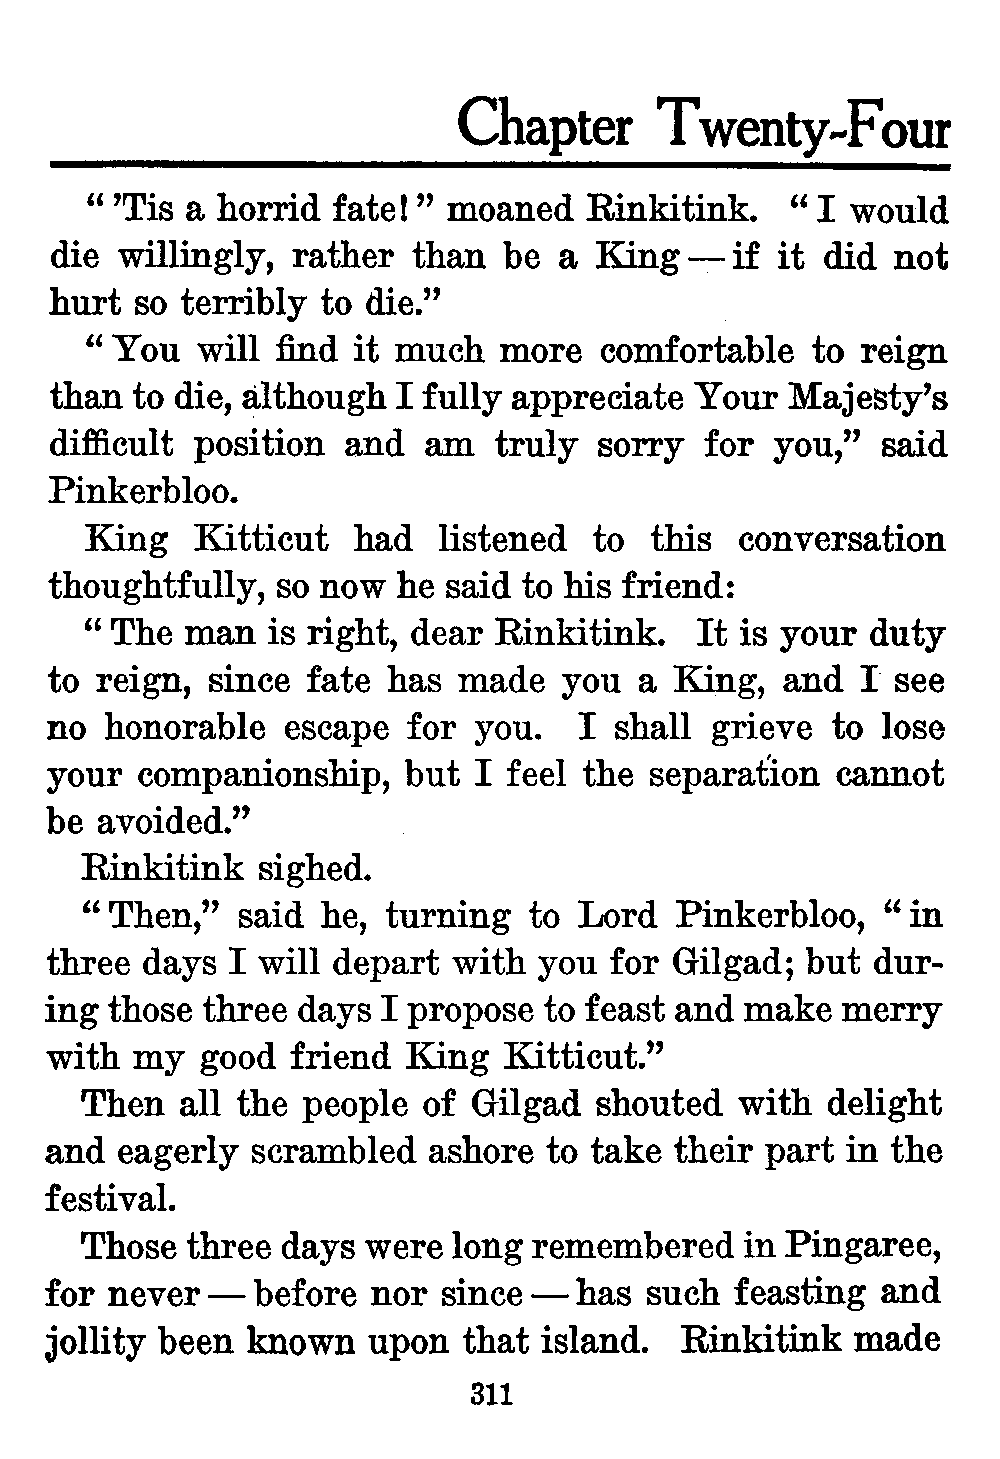 Chapter Twenty-Four
“ ’Tis a horrid fate! ” moaned Rinkitink. “ I would
die willingly, rather than be a King — if it did not
hurt so terribly to die.”
“ You will find it much more comfortable to reign
than to die, although I fully appreciate Your Majesty’s
difficult position and am truly sorry for you,” said
Pinkerbloo.
King Kitticut had listened to this conversation
thoughtfully, so now he said to his friend:
“ The man is right, dear Rinkitink. It is your duty
to reign, since fate has made you a King, and I see
no honorable escape for you. I shall grieve to lose
your companionship, but I feel the separation cannot
be avoided.”
Rinkitink sighed.
“ Then,” said he, turning to Lord Pinkerbloo, “ in
three days I will depart with you for Gilgad; but dur-
ing those three days I propose to feast and make merry
with my good friend King Kitticut.”
Then all the people of Gilgad shouted with delight
and eagerly scrambled ashore to take their part in the
festival.
Those three days were long remembered in Pingaree,
for never — before nor since — has such feasting and
jollity been known upon that island. Rinkitink made
311